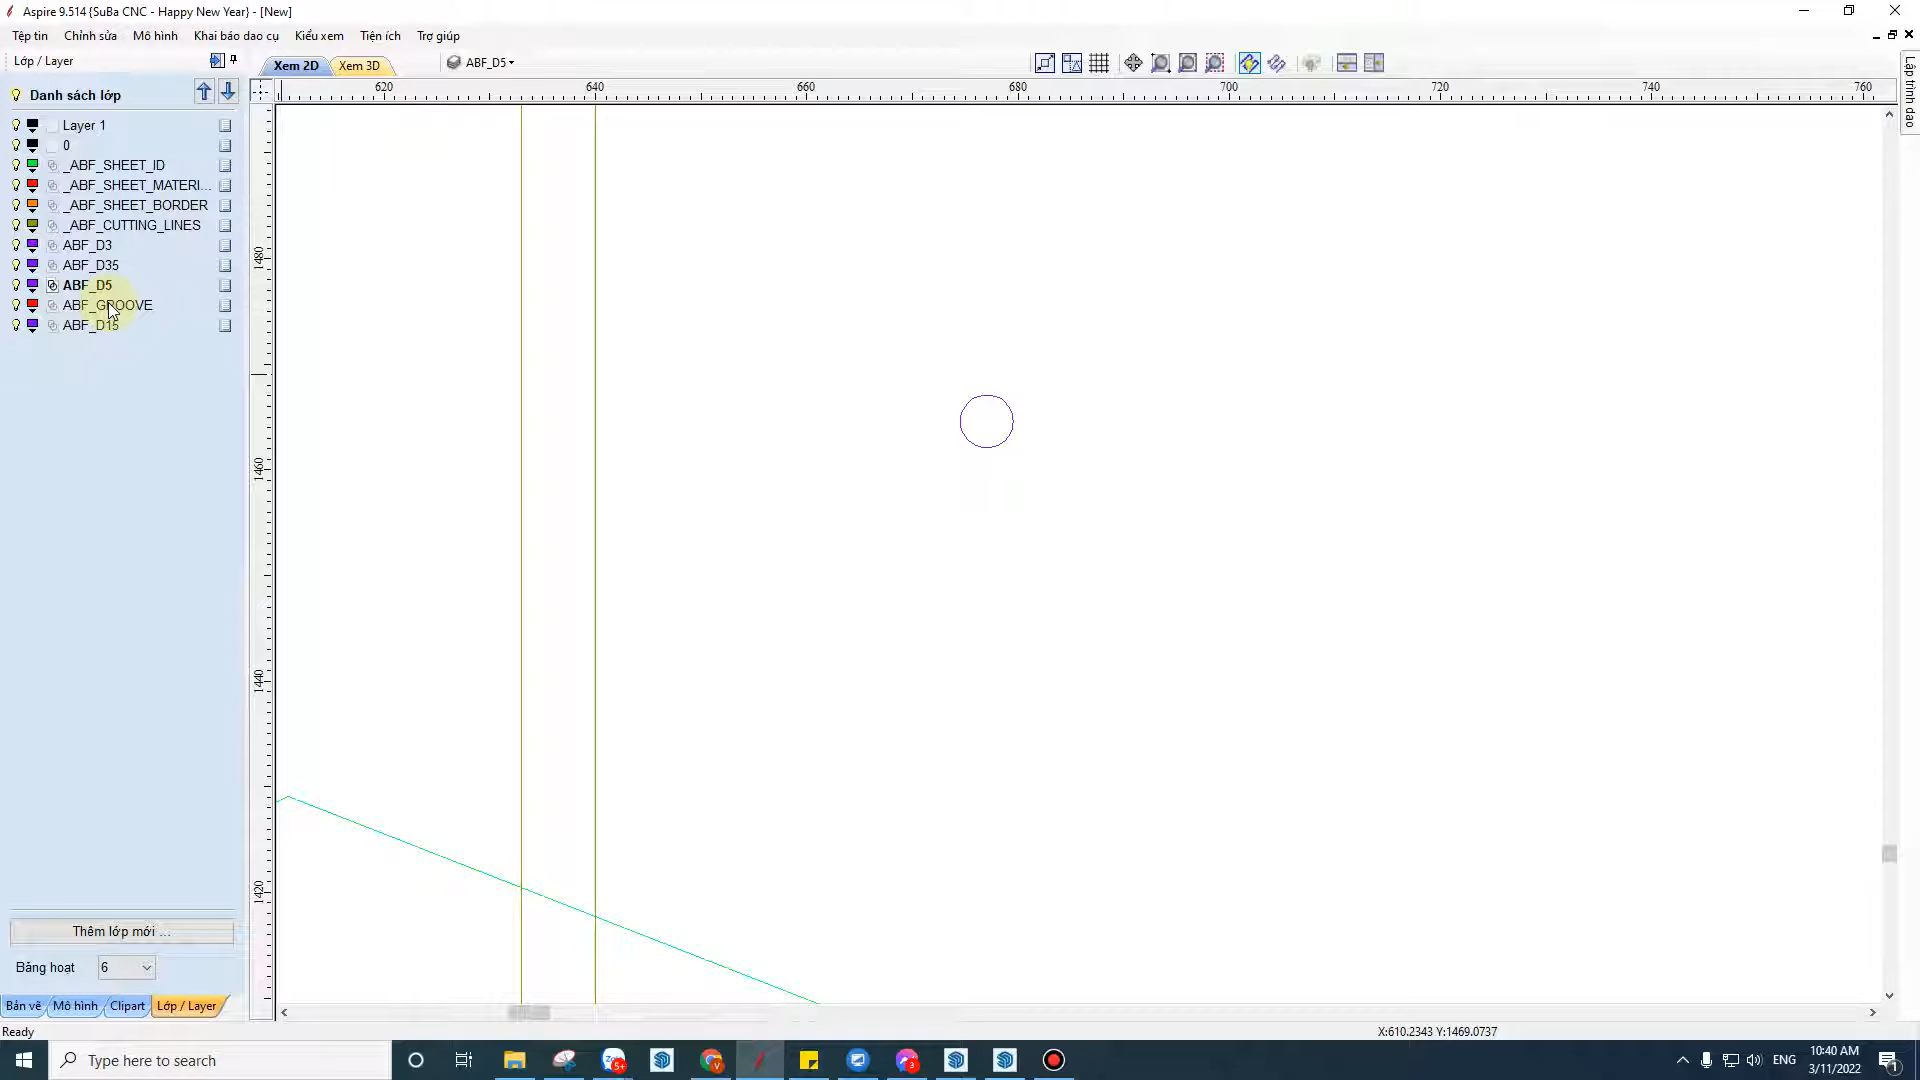 Aspire 9.514 {SuBa CNC - Happy New Year} - [New]
Tệp tin Chỉnh sửa Mô hình Khai báo dao cụ Kiểu xem Tiện ích Trợ giúp
Lớp / Layer
Xem 2D Xem 3D ABF_D5
Danh sách lớp
620 640 660 680 700 720 740 760
Layer 1
0
_ABF_SHEET_ID
_ABF_SHEET_MATERI...
_ABF_SHEET_BORDER
_ABF_CUTTING_LINES
ABF_D3
ABF_D35
ABF_D5
ABF_GROOVE
ABF_D15
1480
1460
1440
1420
Lập trình dao
Thêm lớp mới ...
Bảng hoạt 6
Bản vẽ Mô hình Clipart Lớp / Layer
Ready X:610.2343 Y:1469.0737
Type here to search
5+
3
ENG
10:40 AM
3/11/2022
1